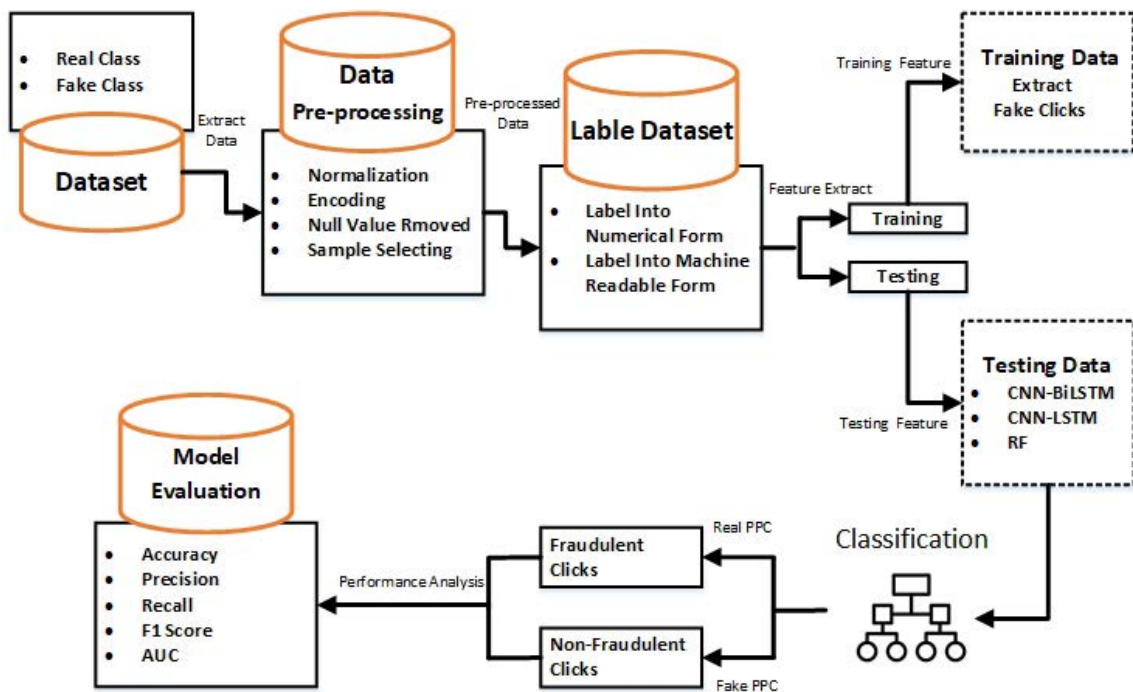 Real Class
Fake Class
Dataset
Extract
Data
Data
Pre-processing
Normalization
Encoding
Null Value Rmoved
Sample Selecting
Pre-processed
Data
Lable Dataset
Label Into
Numerical Form
Label Into Machine
Readable Form
Feature Extract
Training
Testing
Training Feature
Training Data
Extract
Fake Clicks
Testing Feature
Testing Data
CNN-BiLSTM
CNN-LSTM
RF
Classification
Real PPC
Fraudulent
Clicks
Non-Fraudulent
Clicks
Fake PPC
Performance Analysis
Model
Evaluation
Accuracy
Precision
Recall
F1 Score
AUC